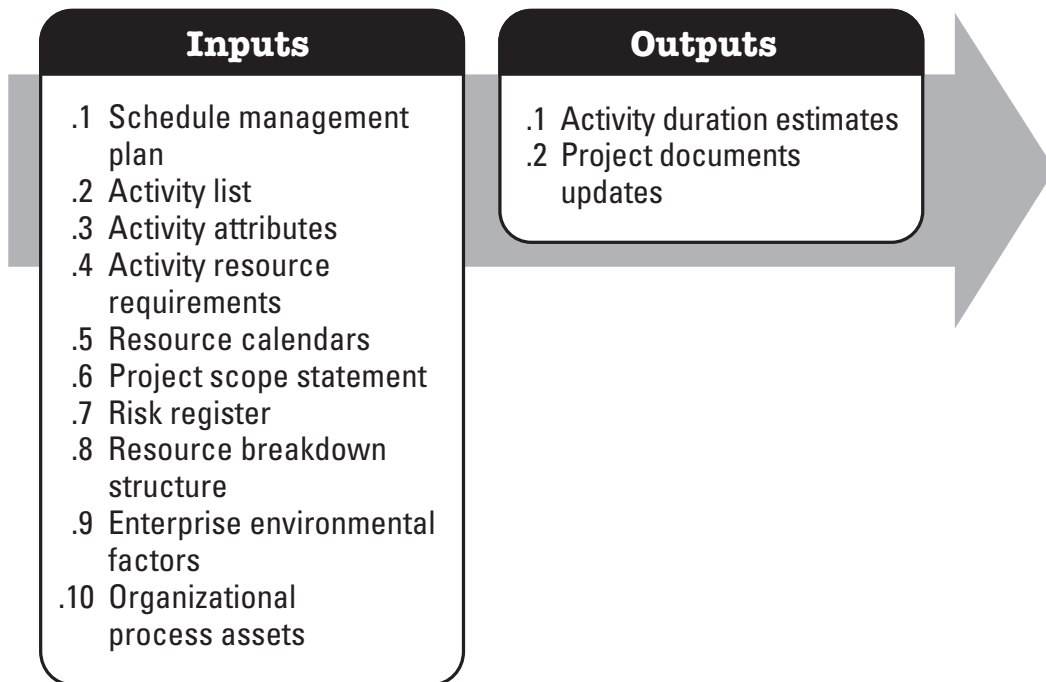 Inputs
.1 Schedule management
plan
.2 Activity list
.3 Activity attributes
.4 Activity resource
requirements
.5 Resource calendars
.6 Project scope statement
.7 Risk register
.8 Resource breakdown
structure
.9 Enterprise environmental
factors
.10 Organizational
process assets
Outputs
.1 Activity duration estimates
.2 Project documents
updates